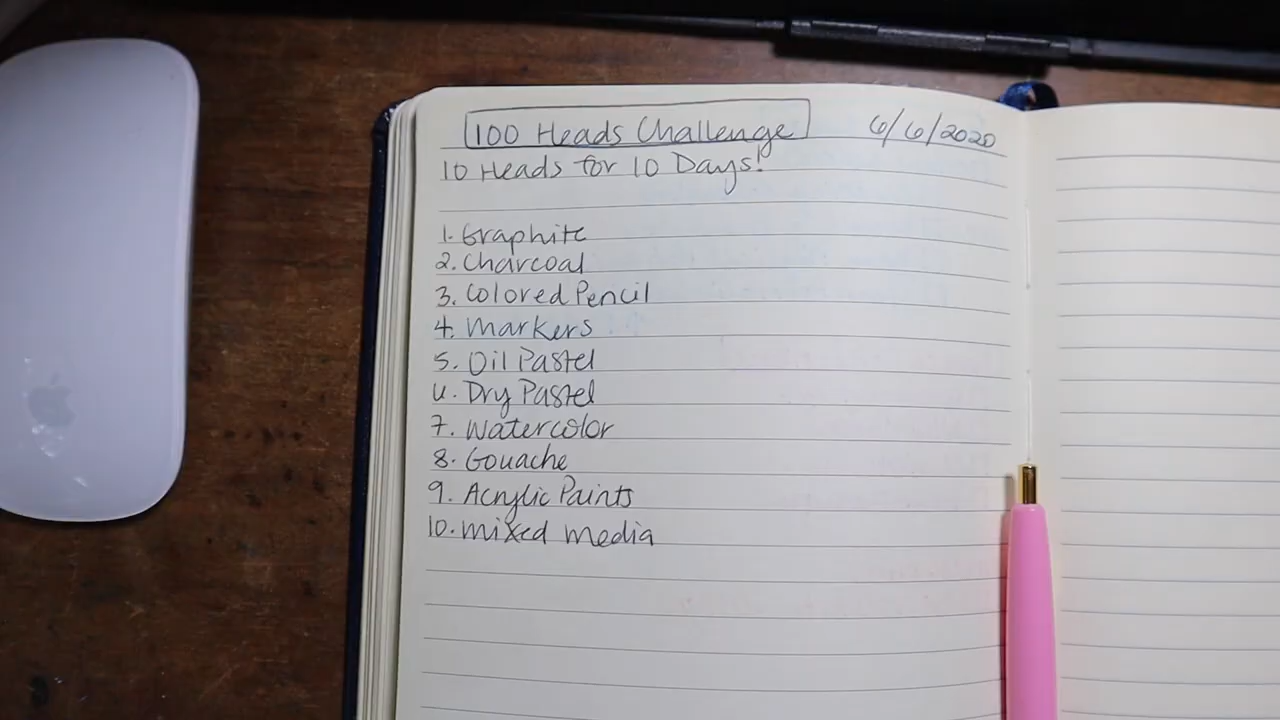 100 Heads Challenge 6/6/2020
10 Heads for 10 Days!
1. Graphite
2. Charcoal
3. Colored Pencil
4. Markers
5. Oil Pastel
6. Dry Pastel
7. Watercolor
8. Gouache
9. Acrylic Paints
10. mixed media